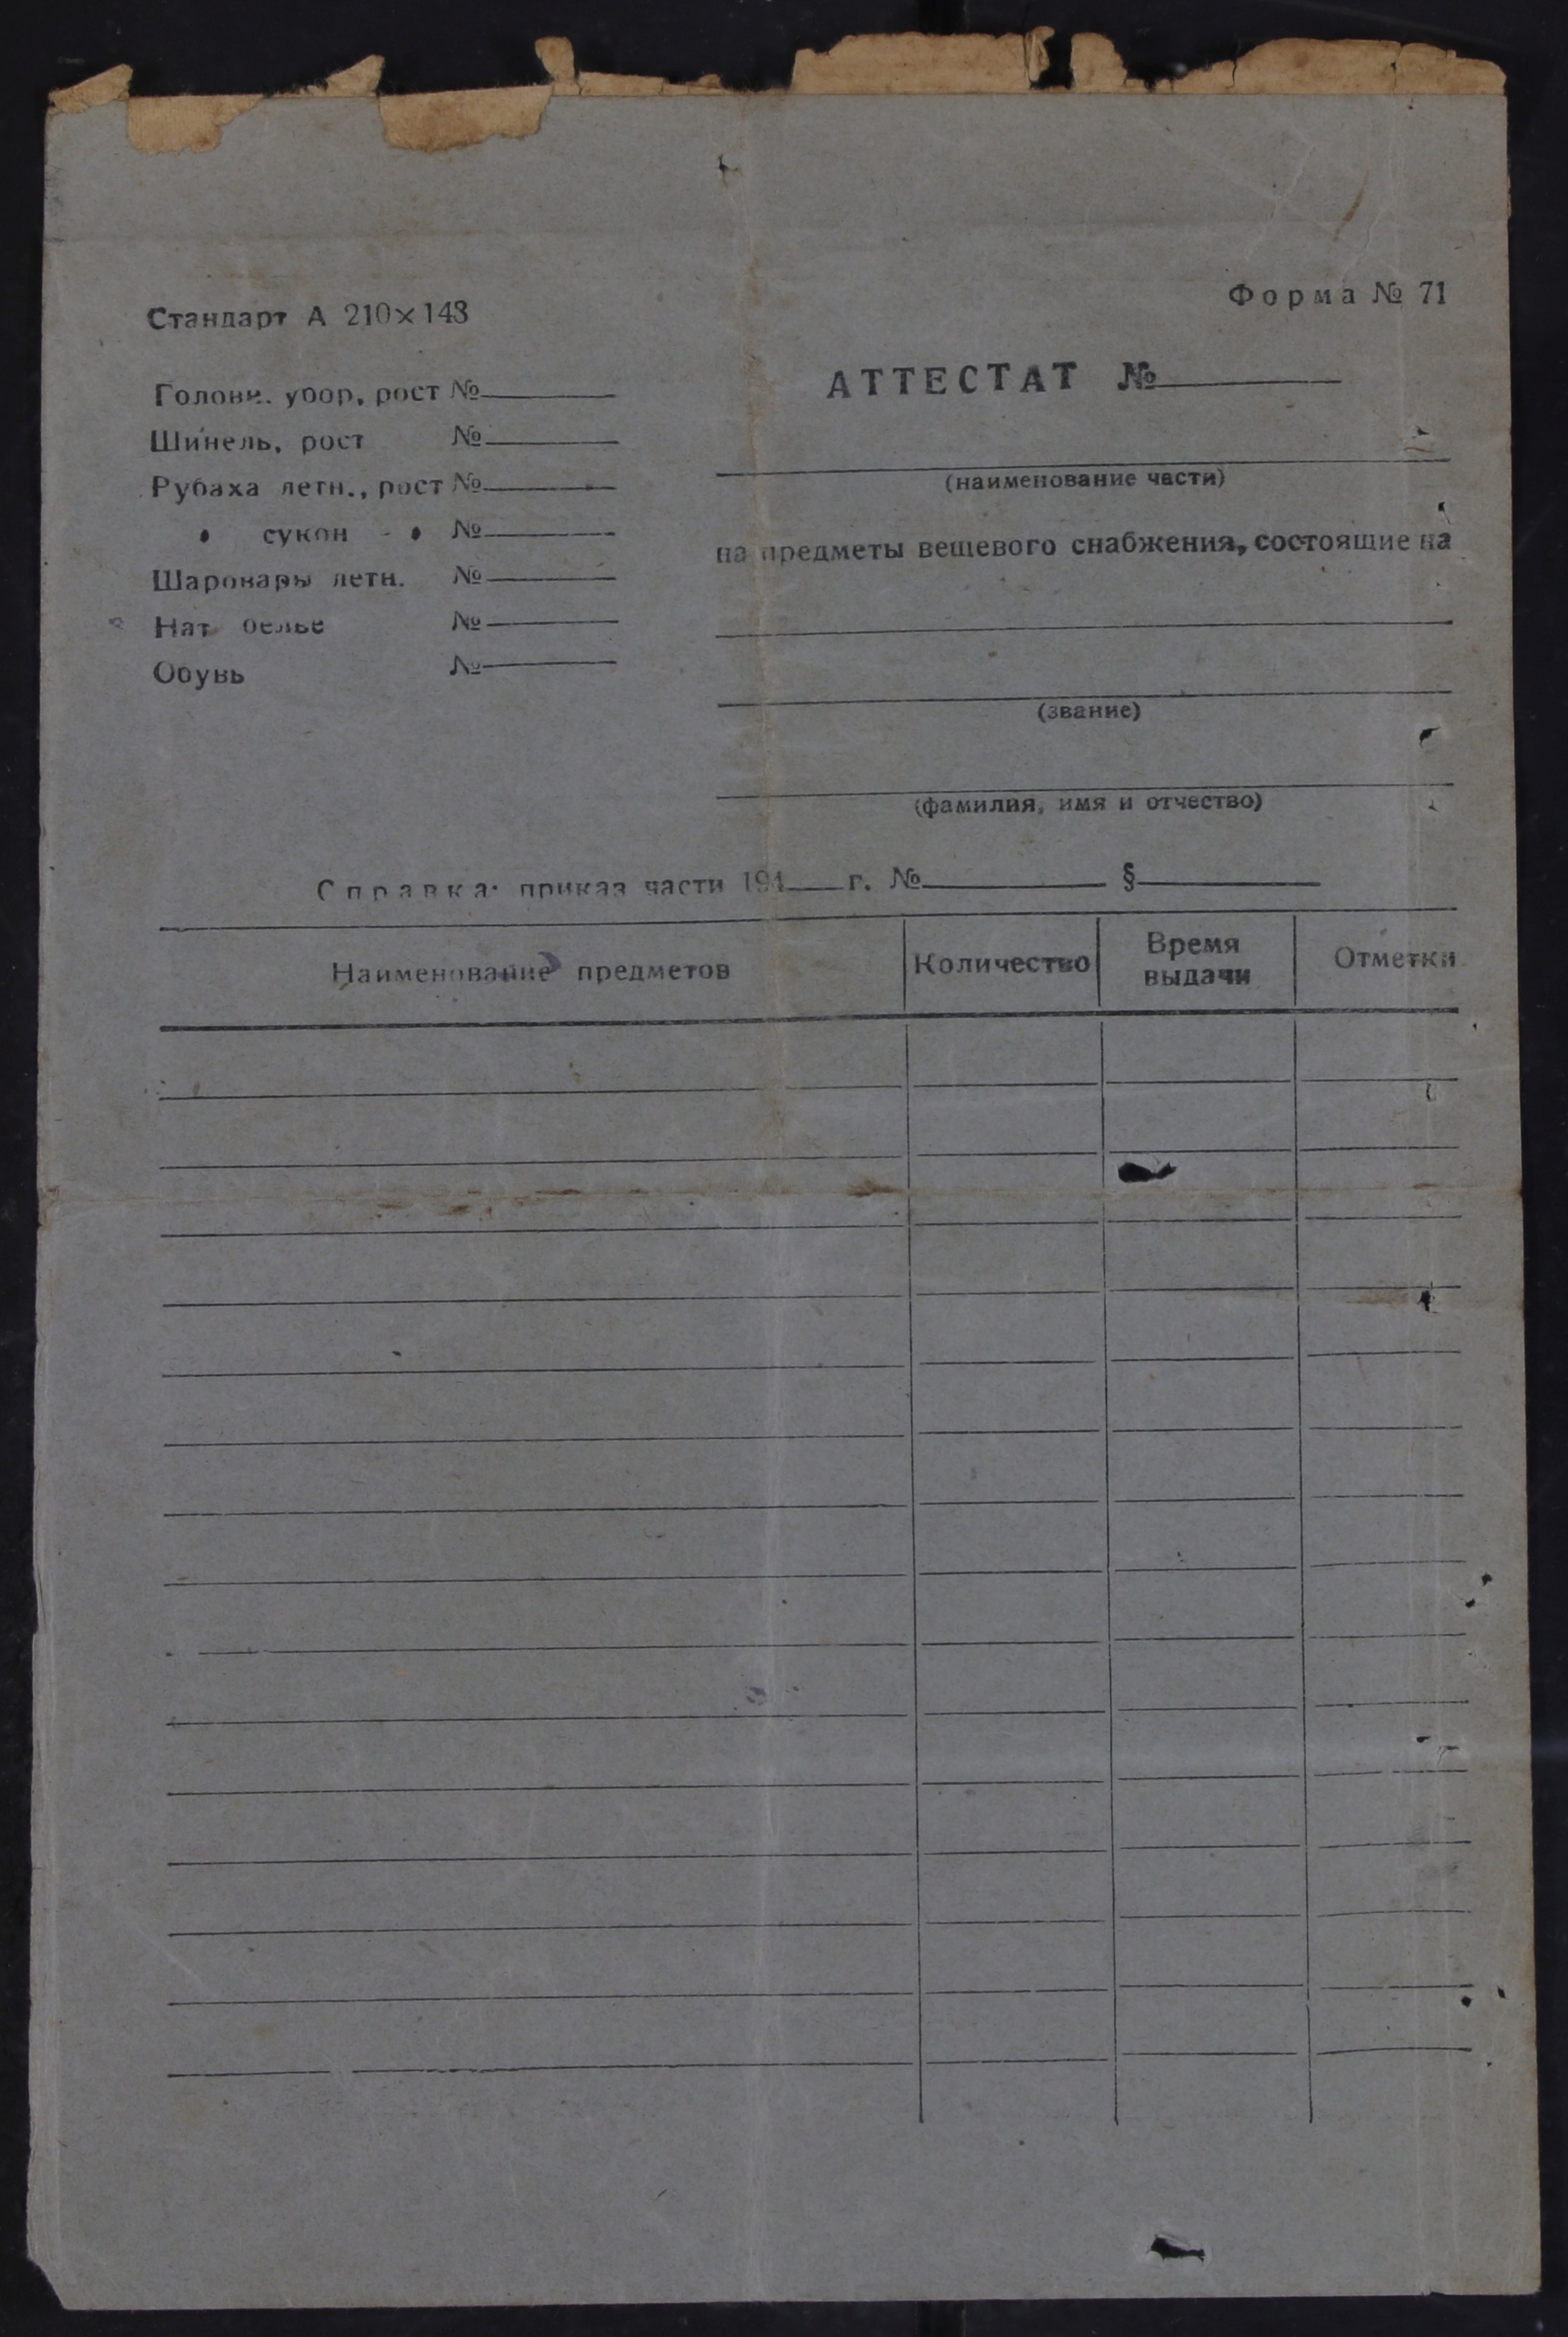 Форма № 71
Стандарт А 210×148
Головн. убор, рост №
Шинель, рост №
Рубаха летн., рост №
" сукон " №
Шаровары летн. №
Нат белье №
Обувь №
АТТЕСТАТ №
(наименование части)
на предметы вещевого снабжения, состоящие на
(звание)
(фамилия, имя и отчество)
Справка: приказ части 194 г. № §
Наименование предметов Количество Время выдачи Отметки